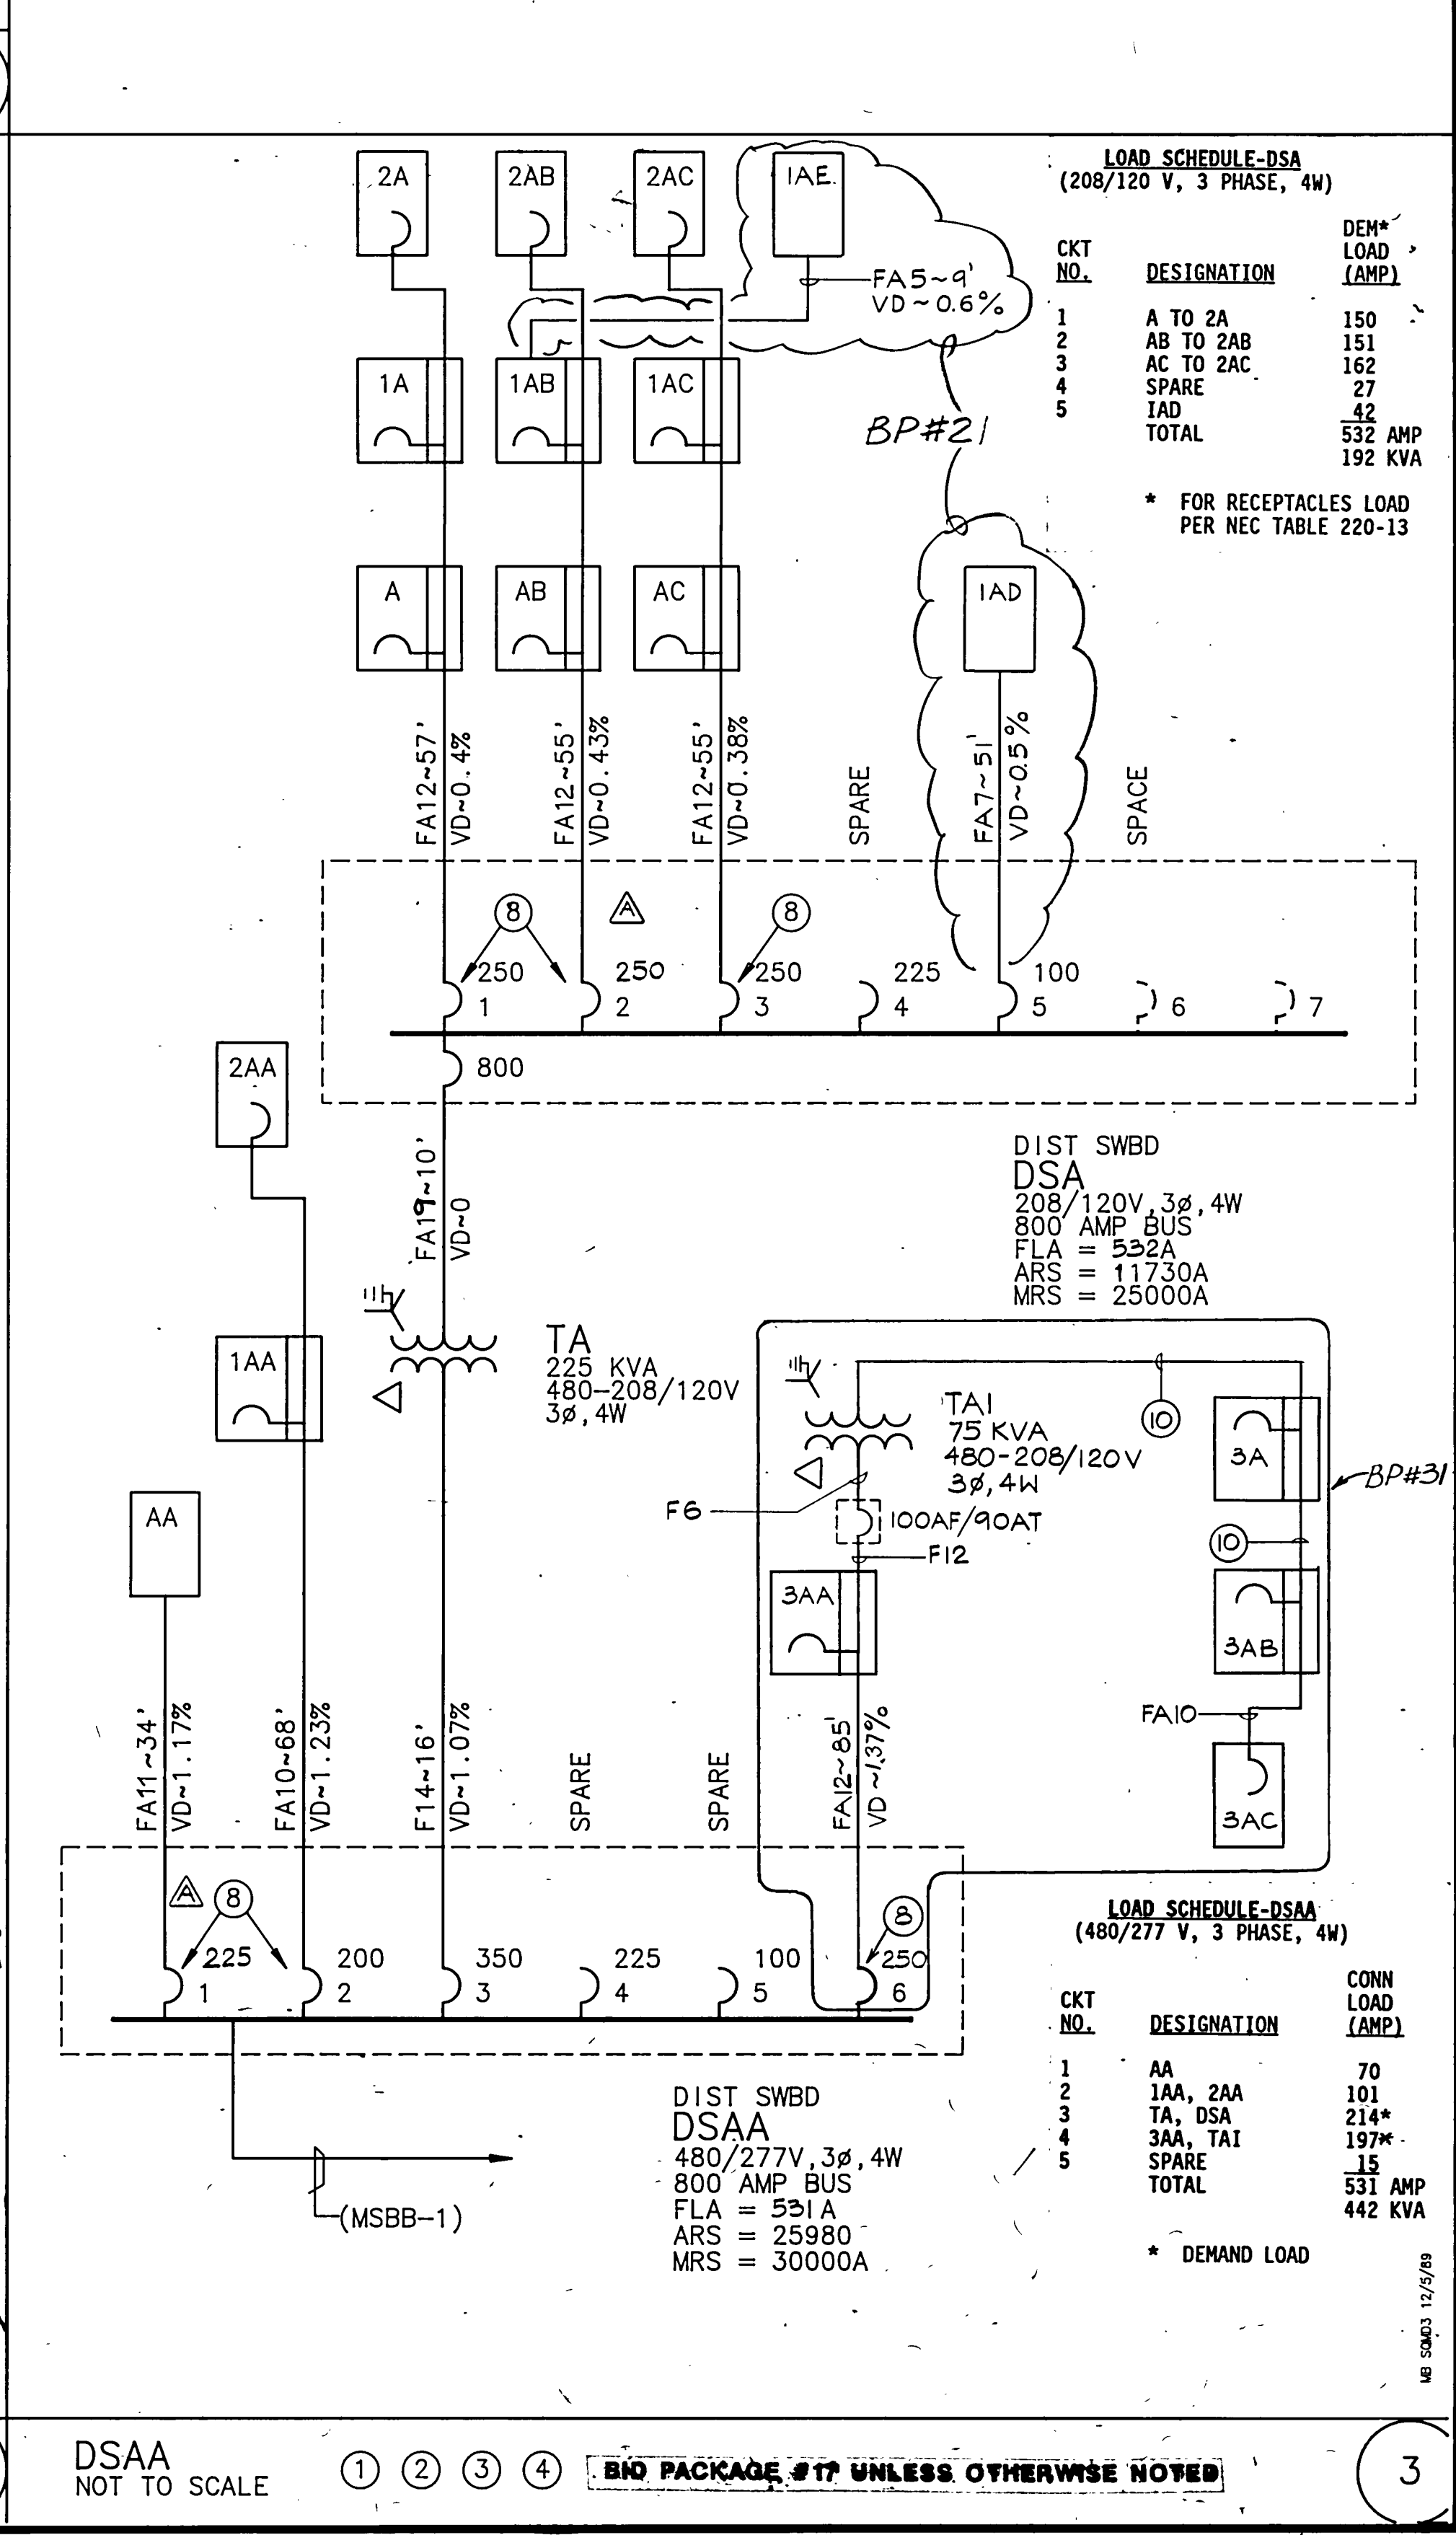 2A
2AB
2AC
1AE
FA5~9'
VD~0.6%
LOAD SCHEDULE-DSA
(208/120 V, 3 PHASE, 4W)
CKT NO. DESIGNATION DEM* LOAD (AMP)
1 A TO 2A 150
2 AB TO 2AB 151
3 AC TO 2AC 162
4 SPARE 27
5 IAD 42
TOTAL 532 AMP
192 KVA
* FOR RECEPTACLES LOAD
PER NEC TABLE 220-13
1A
1AB
1AC
BP#21
A
AB
AC
1AD
FA12~57'
VD~0.4%
FA12~55'
VD~0.43%
FA12~55'
VD~0.38%
SPARE
FA7~51'
VD~0.5%
SPACE
8
A
8
250
1
250
2
250
3
225
4
100
5
6
7
800
2AA
FA19~10'
VD~0
DIST SWBD
DSA
208/120V,3ø,4W
800 AMP BUS
FLA = 532A
ARS = 11730A
MRS = 25000A
1AA
TA
225 KVA
480-208/120V
3ø,4W
TA1
75 KVA
480-208/120V
3ø,4W
10
3A
BP#31
F6
100AF/90AT
F12
10
AA
3AA
3AB
FA10
3AC
FA11~34'
VD~1.17%
FA10~68'
VD~1.23%
F14~16'
VD~1.07%
SPARE
SPARE
FA12~85'
VD~1.37%
A
8
8
225
1
200
2
350
3
225
4
100
5
250
6
LOAD SCHEDULE-DSAA
(480/277 V, 3 PHASE, 4W)
CKT NO. DESIGNATION CONN LOAD (AMP)
1 AA 70
2 1AA, 2AA 101
3 TA, DSA 214*
4 3AA, TAI 197*
5 SPARE 15
TOTAL 531 AMP
442 KVA
* DEMAND LOAD
DIST SWBD
DSAA
480/277V,3ø,4W
800 AMP BUS
FLA = 531A
ARS = 25980
MRS = 30000A
(MSBB-1)
MB SQMD3 12/5/89
DSAA
NOT TO SCALE
1 2 3 4
BID PACKAGE #17 UNLESS OTHERWISE NOTED
3